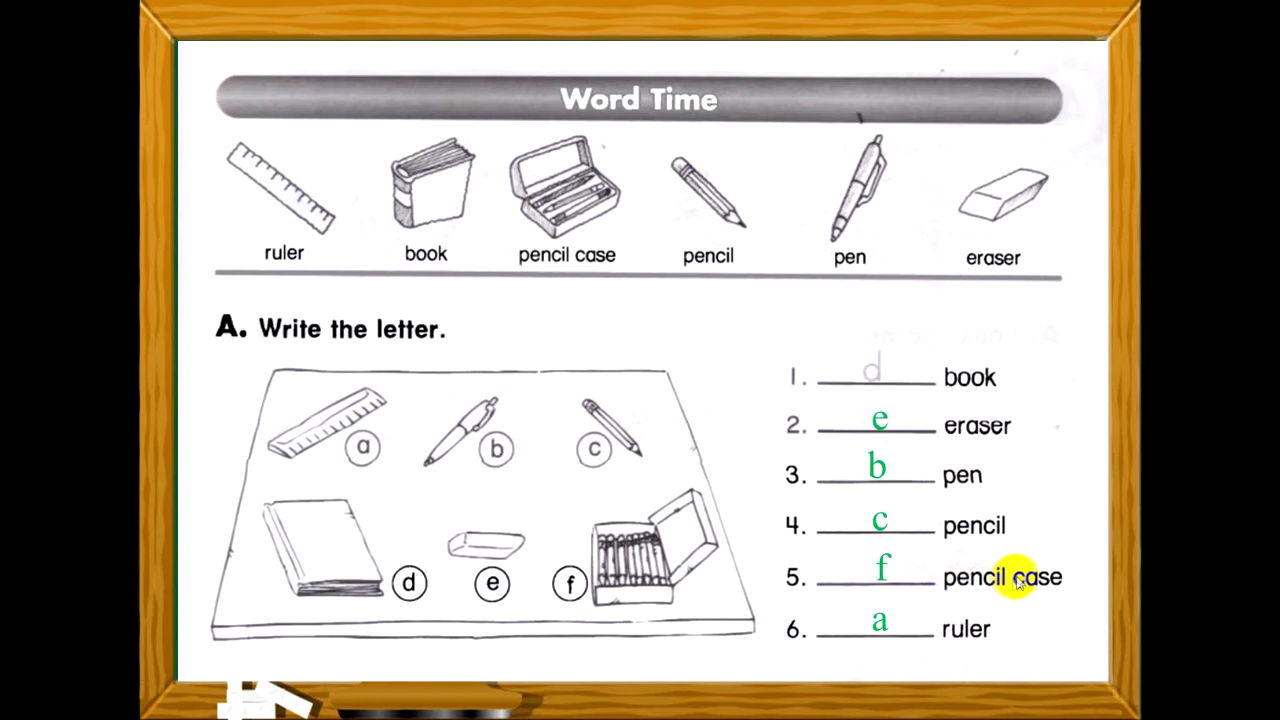 Word Time
ruler book pencil case pencil pen eraser
A. Write the letter.
a b c
d e f
1. d book
2. e eraser
3. b pen
4. c pencil
5. f pencil case
6. a ruler